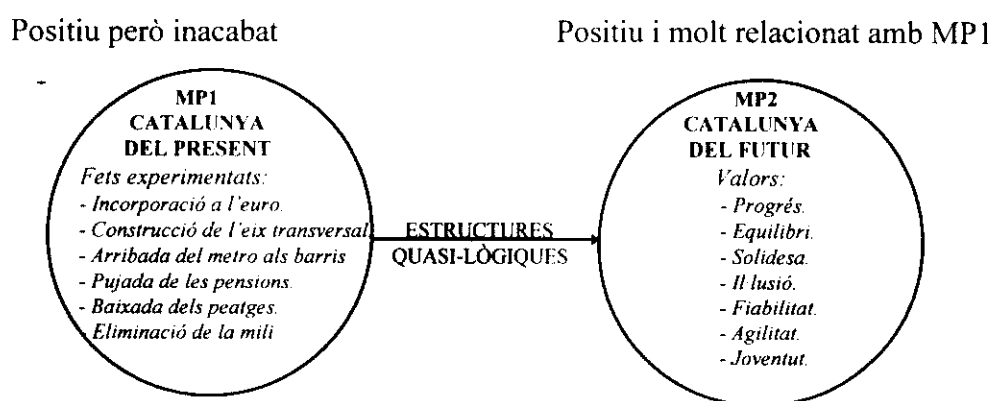 Positiu però inacabat
Positiu i molt relacionat amb MP1
MP1
CATALUNYA
DEL PRESENT
Fets experimentats:
- Incorporació a l'euro.
- Construcció de l'eix transversal.
- Arribada del metro als barris
- Pujada de les pensions.
- Baixada dels peatges.
- Eliminació de la mili
ESTRUCTURES
QUASI-LÒGIQUES
MP2
CATALUNYA
DEL FUTUR
Valors:
- Progrés.
- Equilibri.
- Solidesa.
- Il·lusió.
- Fiabilitat.
- Agilitat.
- Joventut.